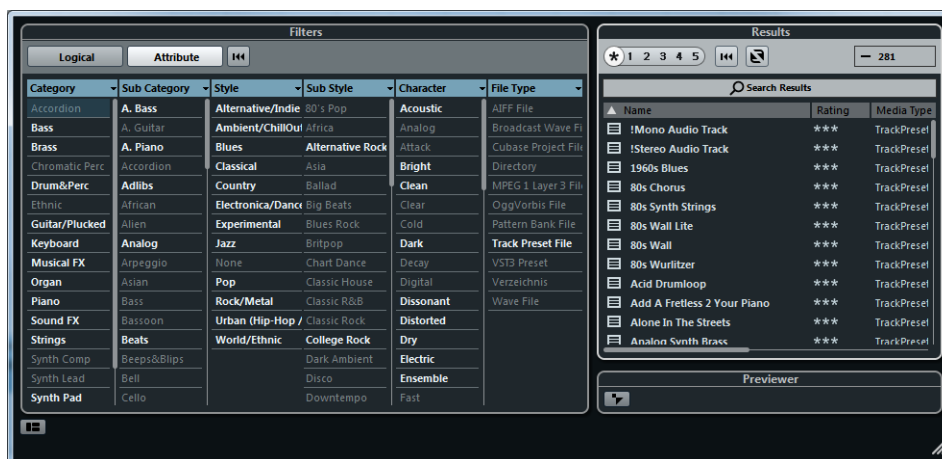 Filters
Logical Attribute
Category Sub Category Style Sub Style Character File Type
Accordion A. Bass Alternative/Indie 80's Pop Acoustic AIFF File
Bass A. Guitar Ambient/ChillOut Africa Analog Broadcast Wave Fi
Brass A. Piano Blues Alternative Rock Attack Cubase Project File
Chromatic Perc Accordion Classical Asia Bright Directory
Drum&Perc Adlibs Country Ballad Clean MPEG 1 Layer 3 File
Ethnic African Electronica/Dance Big Beats Clear OggVorbis File
Guitar/Plucked Alien Experimental Blues Rock Cold Pattern Bank File
Keyboard Analog Jazz Britpop Dark Track Preset File
Musical FX Arpeggio None Chart Dance Decay VST3 Preset
Organ Asian Pop Classic House Digital Verzeichnis
Piano Bass Rock/Metal Classic R&B Dissonant Wave File
Sound FX Bassoon Urban (Hip-Hop / Classic Rock Distorted
Strings Beats World/Ethnic College Rock Dry
Synth Comp Beeps&Blips Dark Ambient Electric
Synth Lead Bell Disco Ensemble
Synth Pad Cello Downtempo Fast
Results
* 1 2 3 4 5 281
Search Results
Name Rating Media Type
!Mono Audio Track *** TrackPreset
!Stereo Audio Track *** TrackPreset
1960s Blues *** TrackPreset
80s Chorus *** TrackPreset
80s Synth Strings *** TrackPreset
80s Wall Lite *** TrackPreset
80s Wall *** TrackPreset
80s Wurlitzer *** TrackPreset
Acid Drumloop *** TrackPreset
Add A Fretless 2 Your Piano *** TrackPreset
Alone In The Streets *** TrackPreset
Analog Synth Brass *** TrackPreset
Previewer